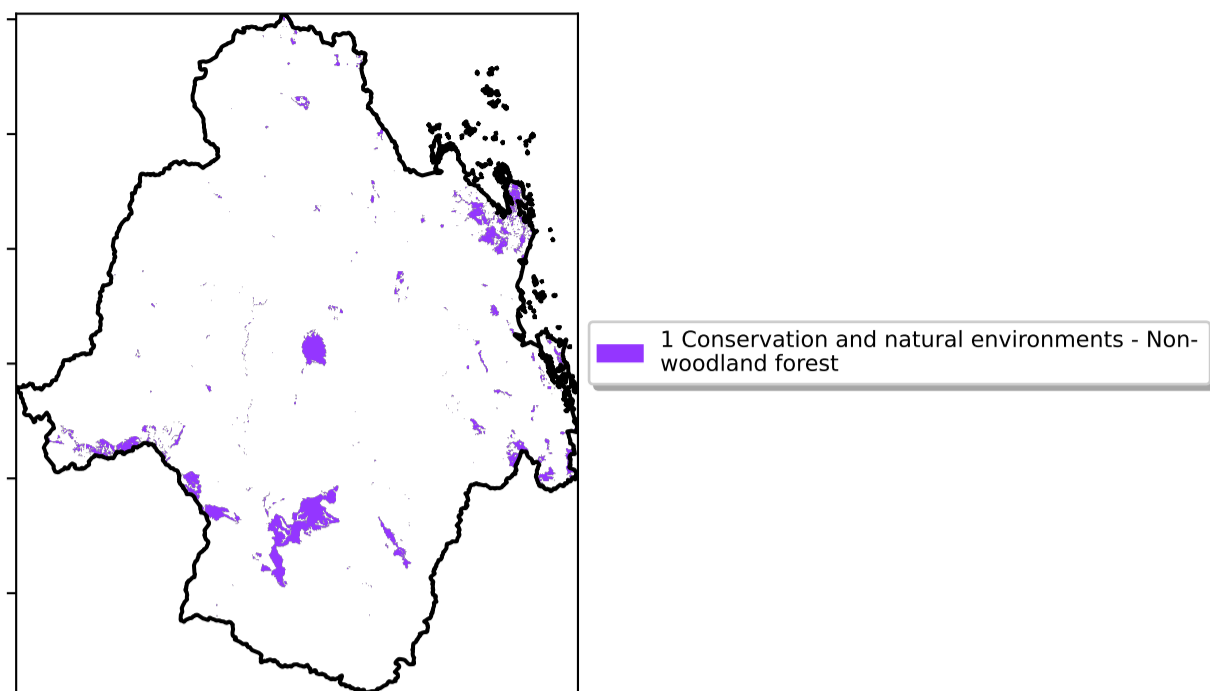 1 Conservation and natural environments - Non-
woodland forest